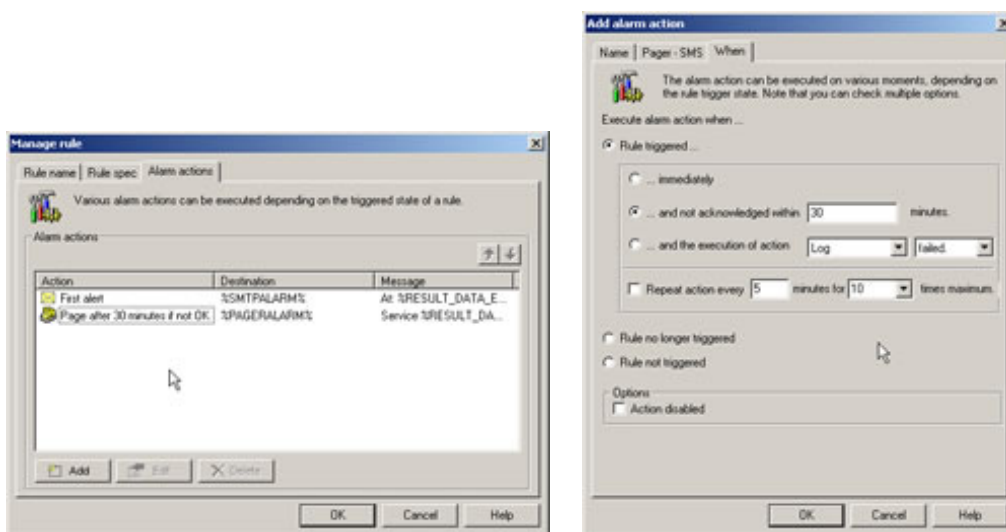 Manage rule
Rule name
Rule spec
Alarm actions
Various alarm actions can be executed depending on the triggered state of a rule.
Alarm actions
Action Destination Message
First alert %SMTPALARM% At: %RESULT_DATA_E...
Page after 30 minutes if not OK. %PAGERALARM% Service %RESULT_DA...
Add Edit Delete
OK Cancel Help
Add alarm action
Name
Pager - SMS
When
The alarm action can be executed on various moments, depending on
the rule trigger state. Note that you can check multiple options.
Execute alarm action when ...
Rule triggered ...
... immediately
... and not acknowledged within 30 minutes.
... and the execution of action Log failed.
Repeat action every 5 minutes for 10 times maximum.
Rule no longer triggered
Rule not triggered
Options
Action disabled
OK Cancel Help